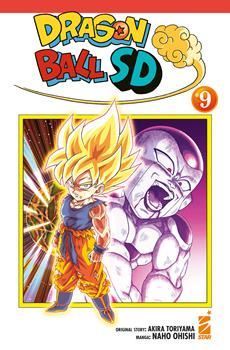 DRAGON
BALL SD
9
ORIGINAL STORY: AKIRA TORIYAMA
MANGA: NAHO OHISHI
STAR